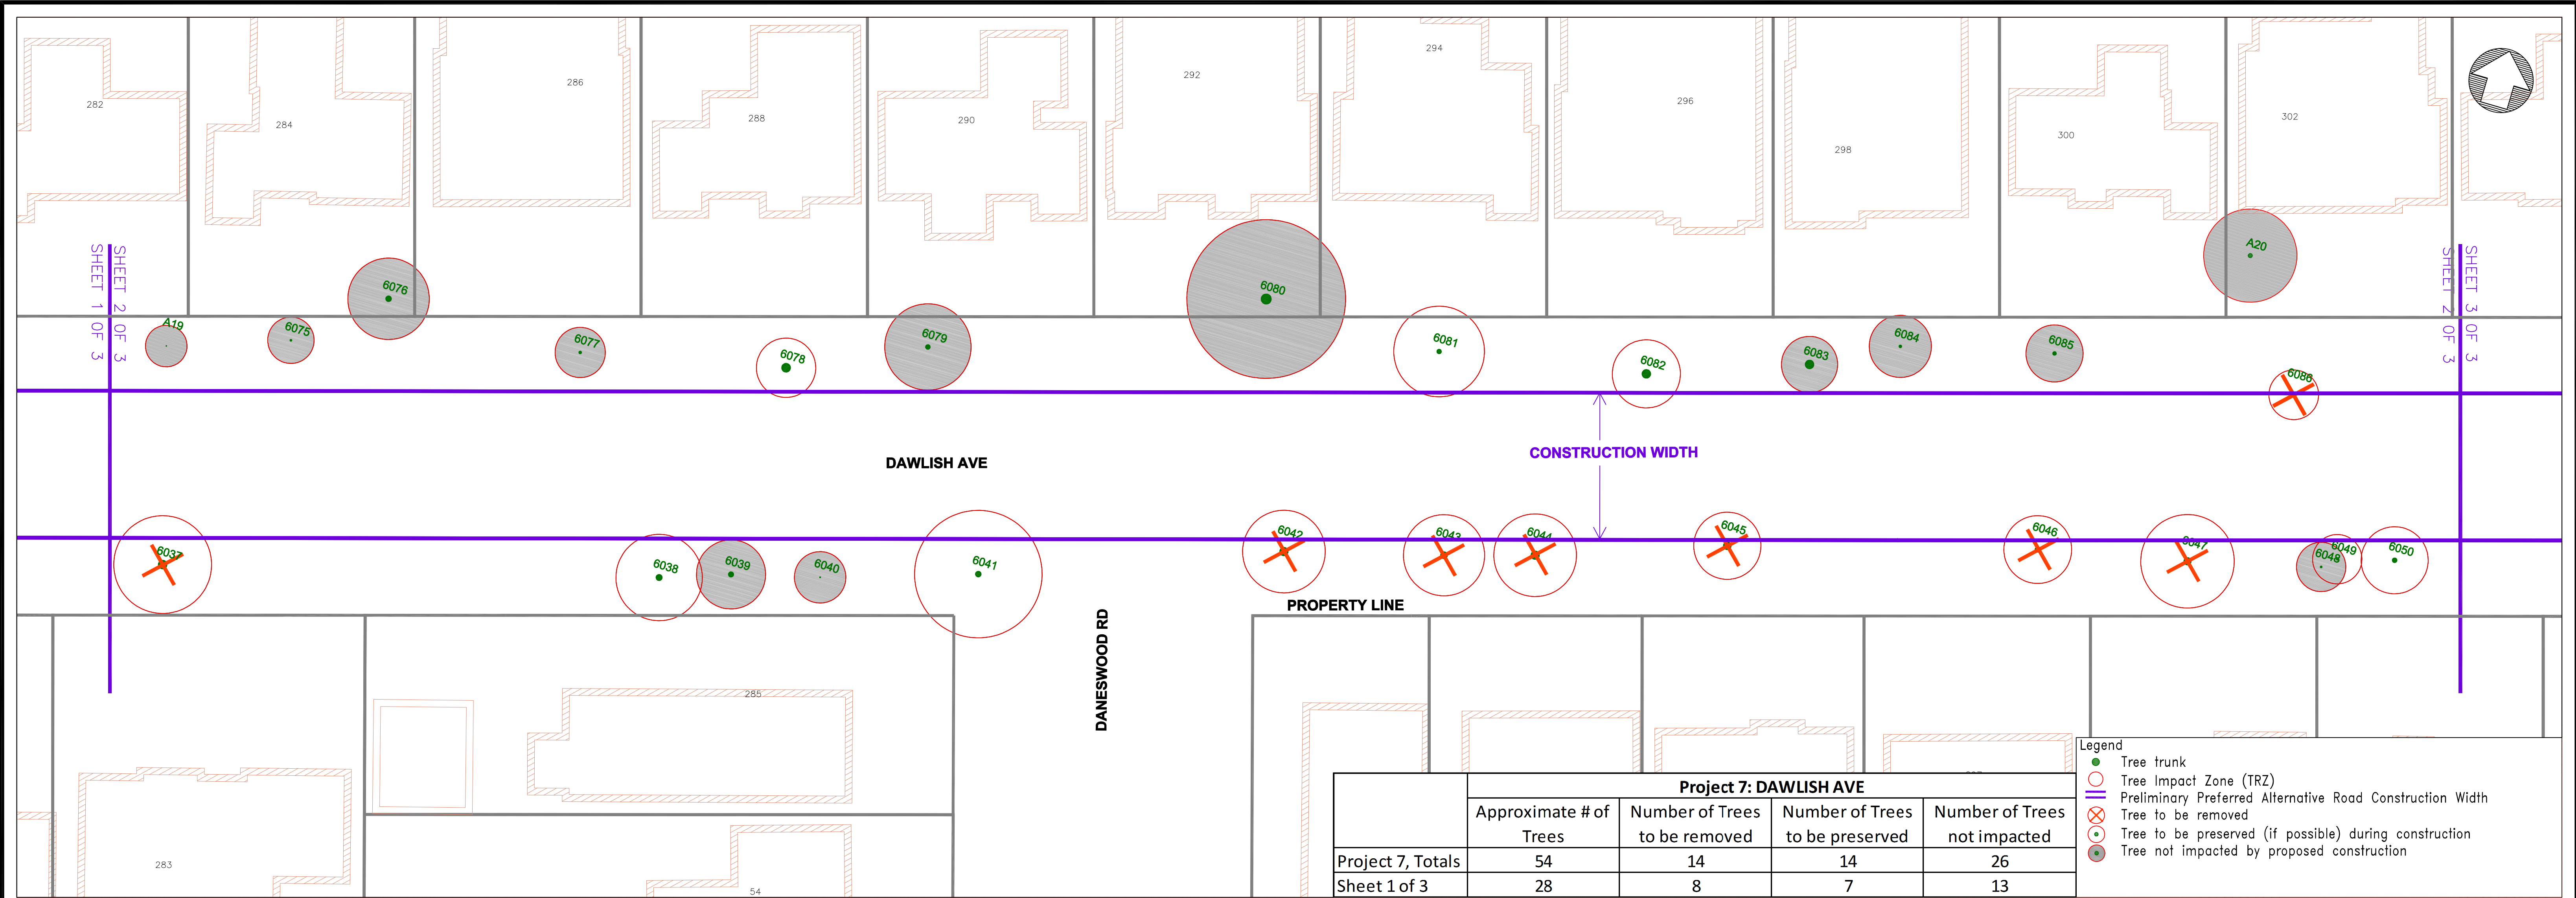 282
284
286
288
290
292
294
296
298
300
302
SHEET 1 OF 3
SHEET 2 OF 3
SHEET 2 OF 3
SHEET 3 OF 3
A19
6075
6076
6077
6078
6079
6080
6081
6082
6083
6084
6085
A20
6086
DAWLISH AVE
CONSTRUCTION WIDTH
6037
6038
6039
6040
6041
6042
6043
6044
6045
6046
6047
6048
6049
6050
PROPERTY LINE
DANESWOOD RD
285
283
54
Project 7: DAWLISH AVE
Approximate # of Trees
Number of Trees to be removed
Number of Trees to be preserved
Number of Trees not impacted
Project 7, Totals 54 14 14 26
Sheet 1 of 3 28 8 7 13
Legend
Tree trunk
Tree Impact Zone (TRZ)
Preliminary Preferred Alternative Road Construction Width
Tree to be removed
Tree to be preserved (if possible) during construction
Tree not impacted by proposed construction